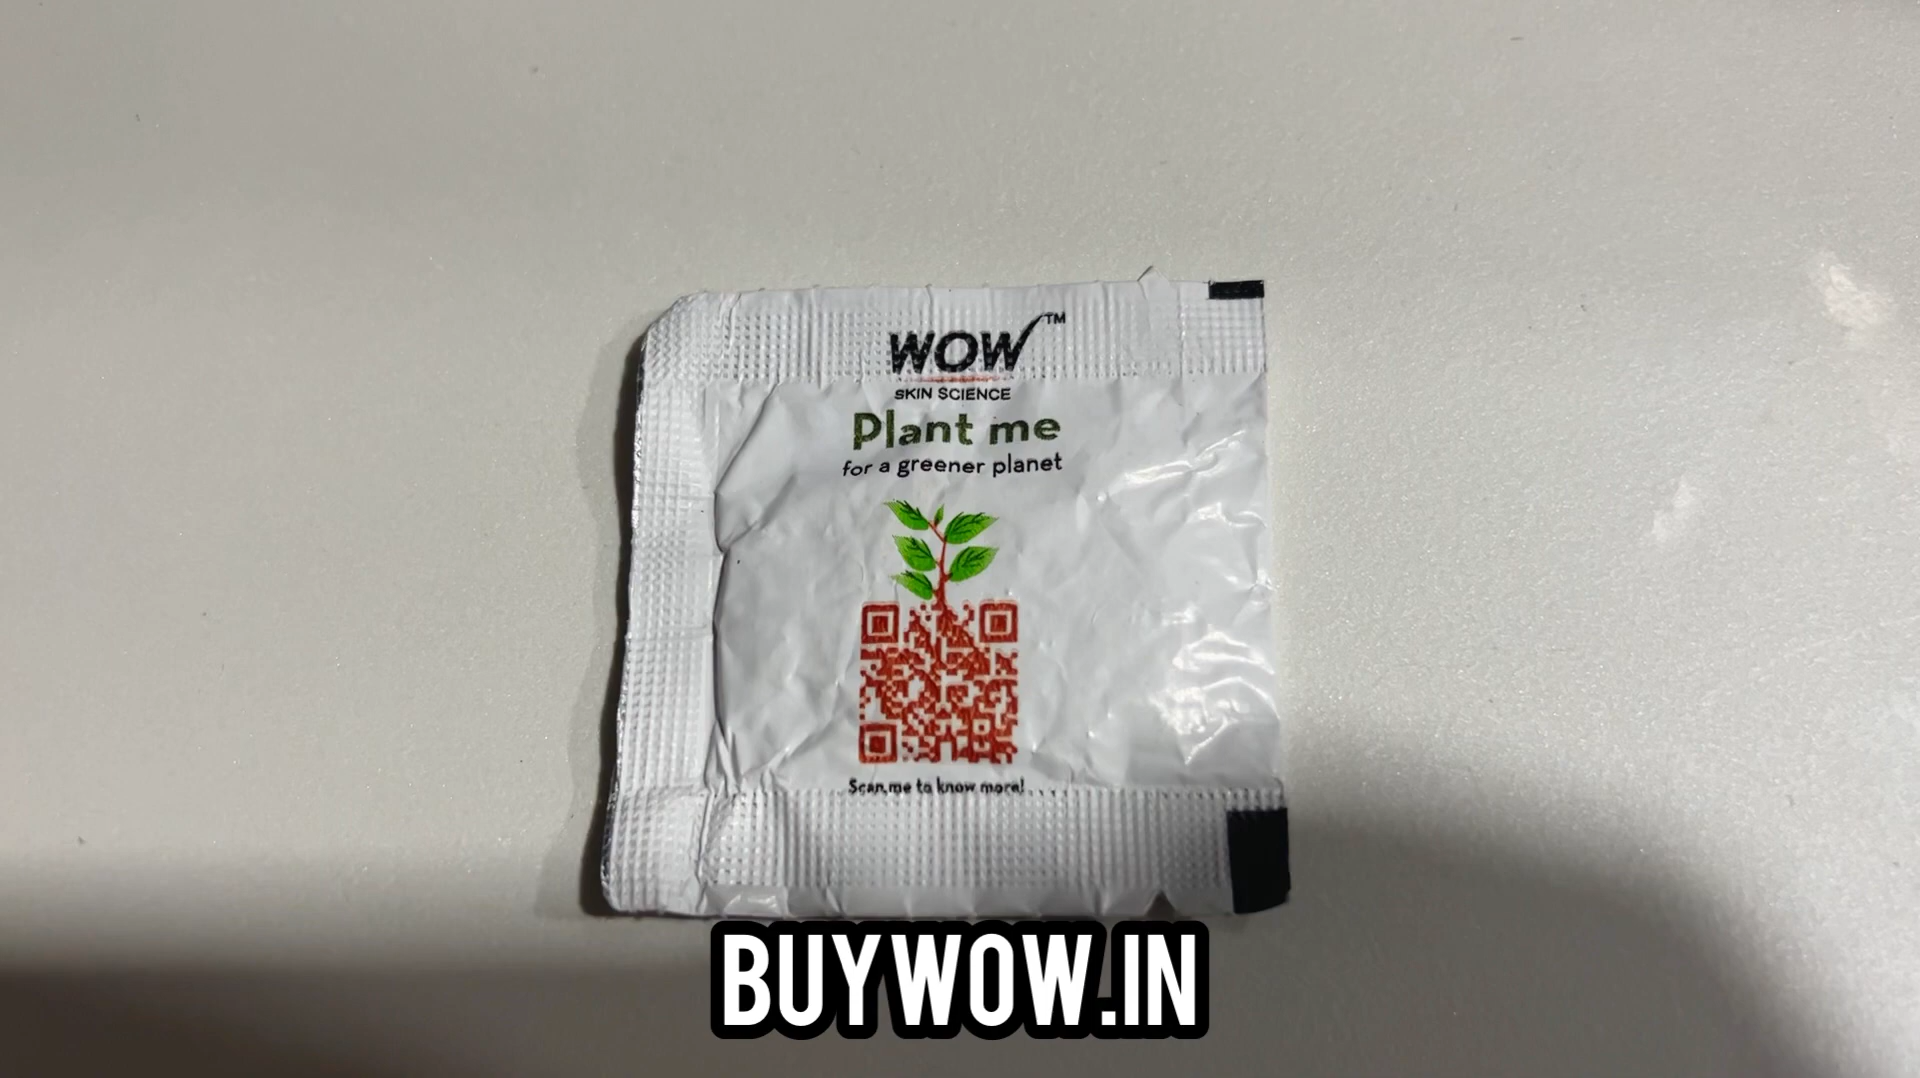 WOW™
SKIN SCIENCE
Plant me
for a greener planet
Scan me to know more!
BUYWOW.IN